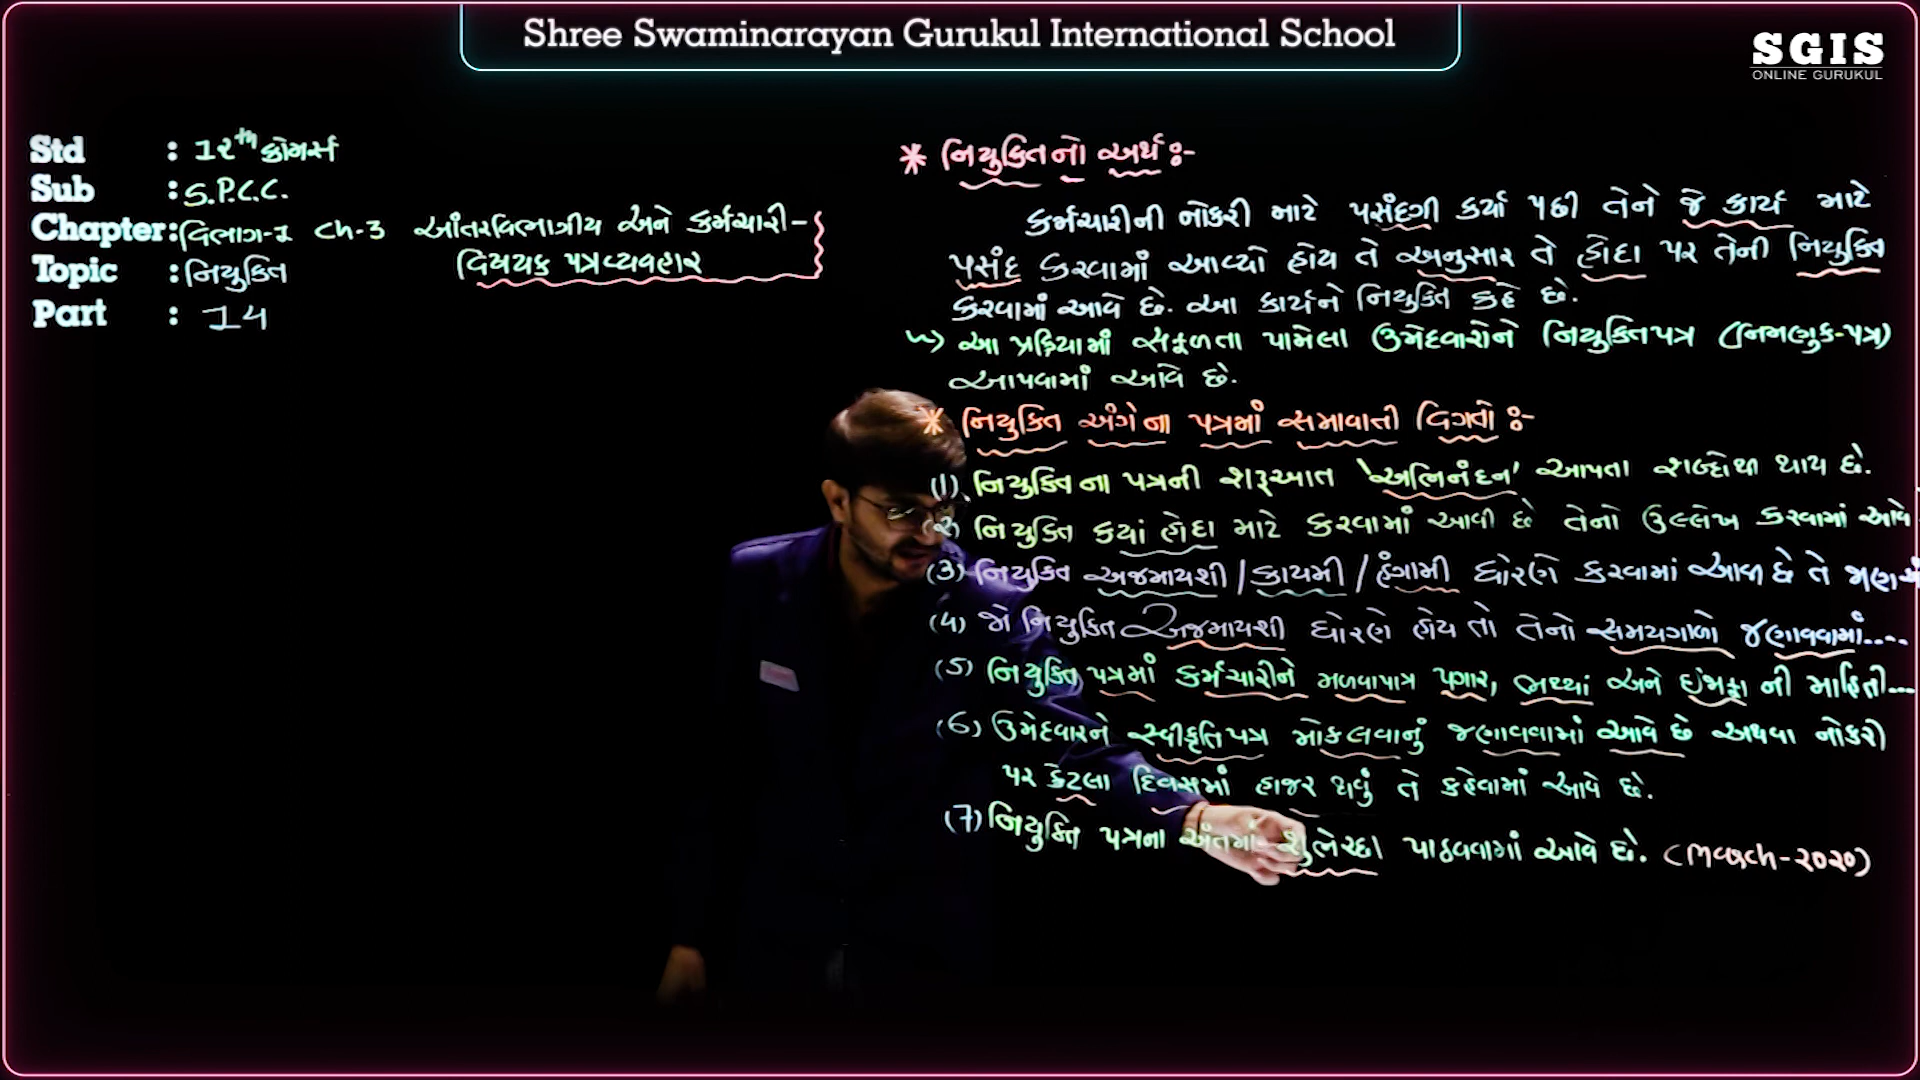 Shree Swaminarayan Gurukul International School
SGIS
ONLINE GURUKUL
Std : 12th કોમર્સ
Sub : S.P.C.C.
Chapter: વિભાગ-1 Ch-3 આંતરવિભાગીય અને કર્મચારી-
વિષયક પત્રવ્યવહાર
Topic : નિયુક્તિ
Part : 14
* નિયુક્તિનો અર્થ :-
કર્મચારીની નોકરી માટે પસંદગી કર્યા પછી તેને જે કાર્ય માટે
પસંદ કરવામાં આવ્યો હોય તે અનુસાર તે હોદા પર તેની નિયુક્તિ
કરવામાં આવે છે. આ કાર્યને નિયુક્તિ કહે છે.
આ પ્રક્રિયામાં સફળતા પામેલા ઉમેદવારોને નિયુક્તિપત્ર (નિમણુક-પત્ર)
આપવામાં આવે છે.
* નિયુક્તિ અંગેના પત્રમાં સમાવાતી વિગતો :-
(1) નિયુક્તિના પત્રની શરૂઆત 'અભિનંદન' આપતા શબ્દોથી થાય છે.
(2) નિયુક્તિ કયાં હોદા માટે કરવામાં આવી છે તેનો ઉલ્લેખ કરવામાં આવે
(3) નિયુક્તિ અજમાયશી / કાયમી / હંગામી ધોરણે કરવામાં આવી છે તે
(4) જો નિયુક્તિ અજમાયશી ધોરણે હોય તો તેનો સમયગાળો જણાવવામાં....
(5) નિયુક્તિ પત્રમાં કર્મચારીને મળવાપાત્ર પગાર, ભથ્થાં અને ઇજાફા ની માહિતી...
(6) ઉમેદવારને સ્વીકૃતિપત્ર મોકલવાનું જણાવવામાં આવે છે અથવા નોકરી
પર કેટલા દિવસમાં હાજર થવું તે કહેવામાં આવે છે.
(7) નિયુક્તિ પત્રના અંતમાં શુભેચ્છા પાઠવવામાં આવે છે. (March-2020)